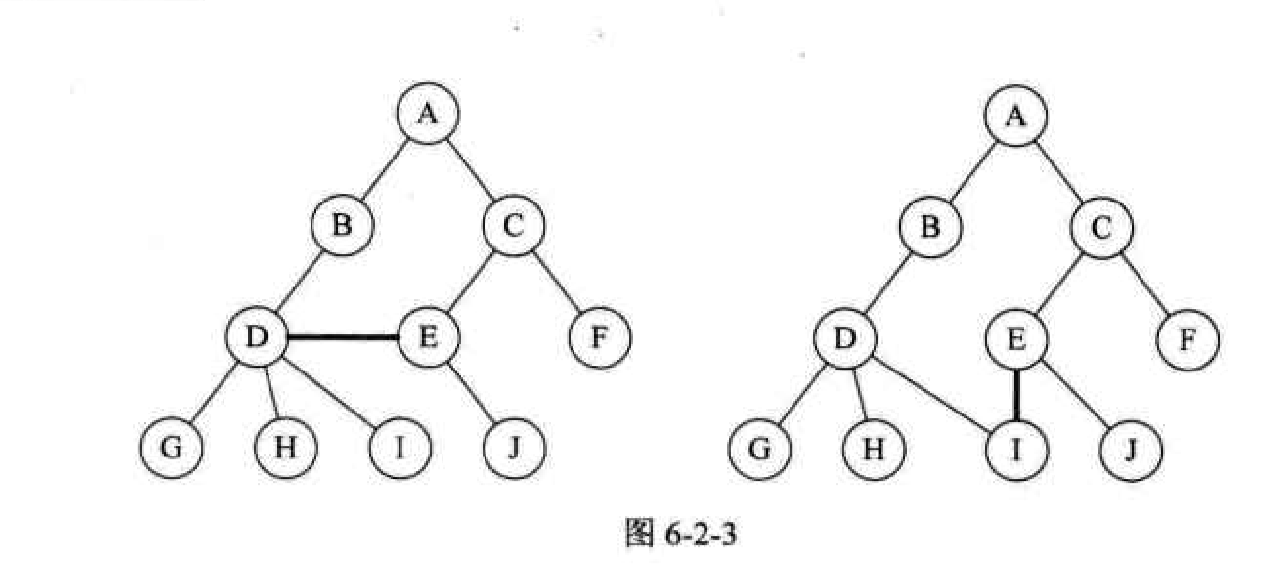 A A
B C B C
D E F D E F
G H I J G H I J
图 6-2-3